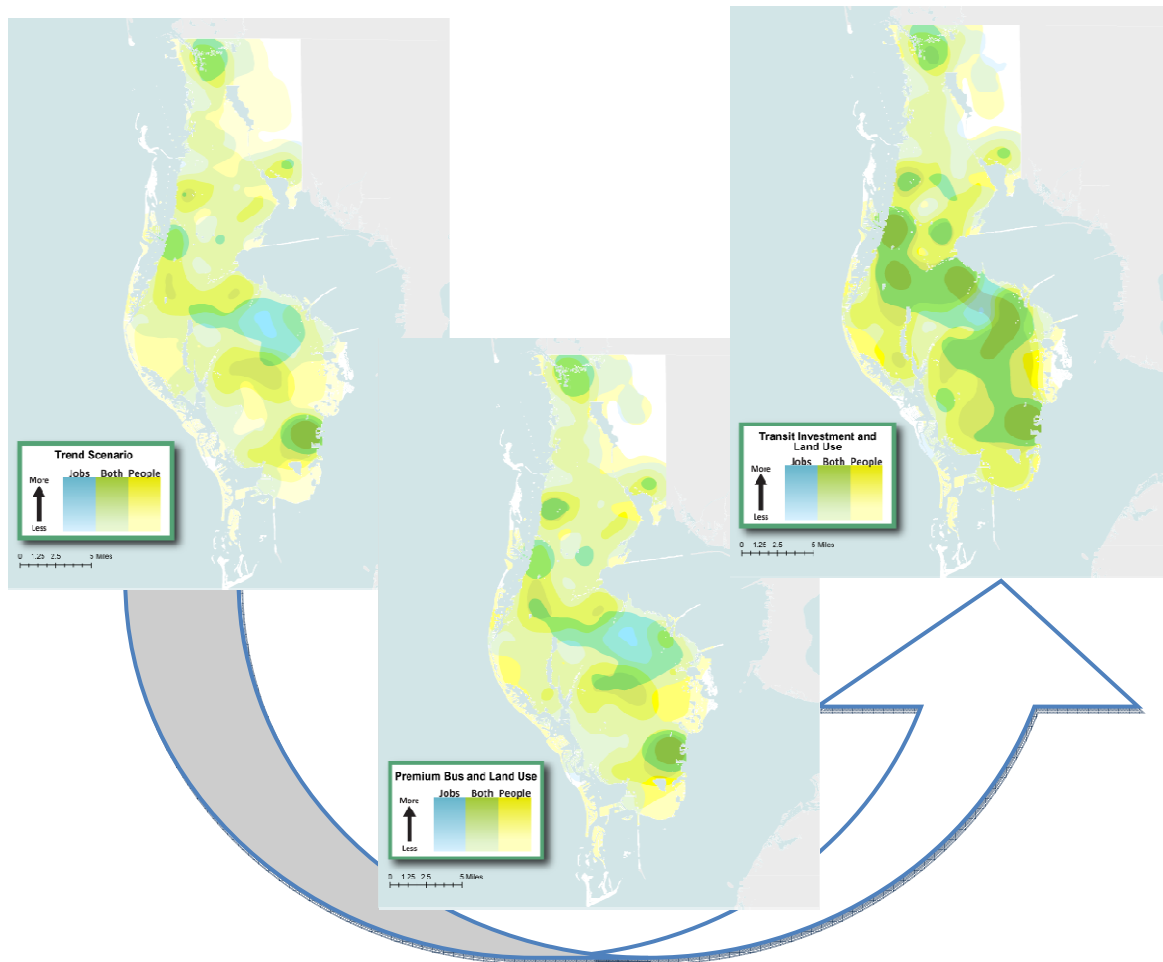 Trend Scenario
Jobs Both People
More
Less
0 1.25 2.5 5 Miles
Premium Bus and Land Use
Jobs Both People
More
Less
0 1.25 2.5 5 Miles
Transit Investment and
Land Use
Jobs Both People
More
Less
0 1.25 2.5 5 Miles